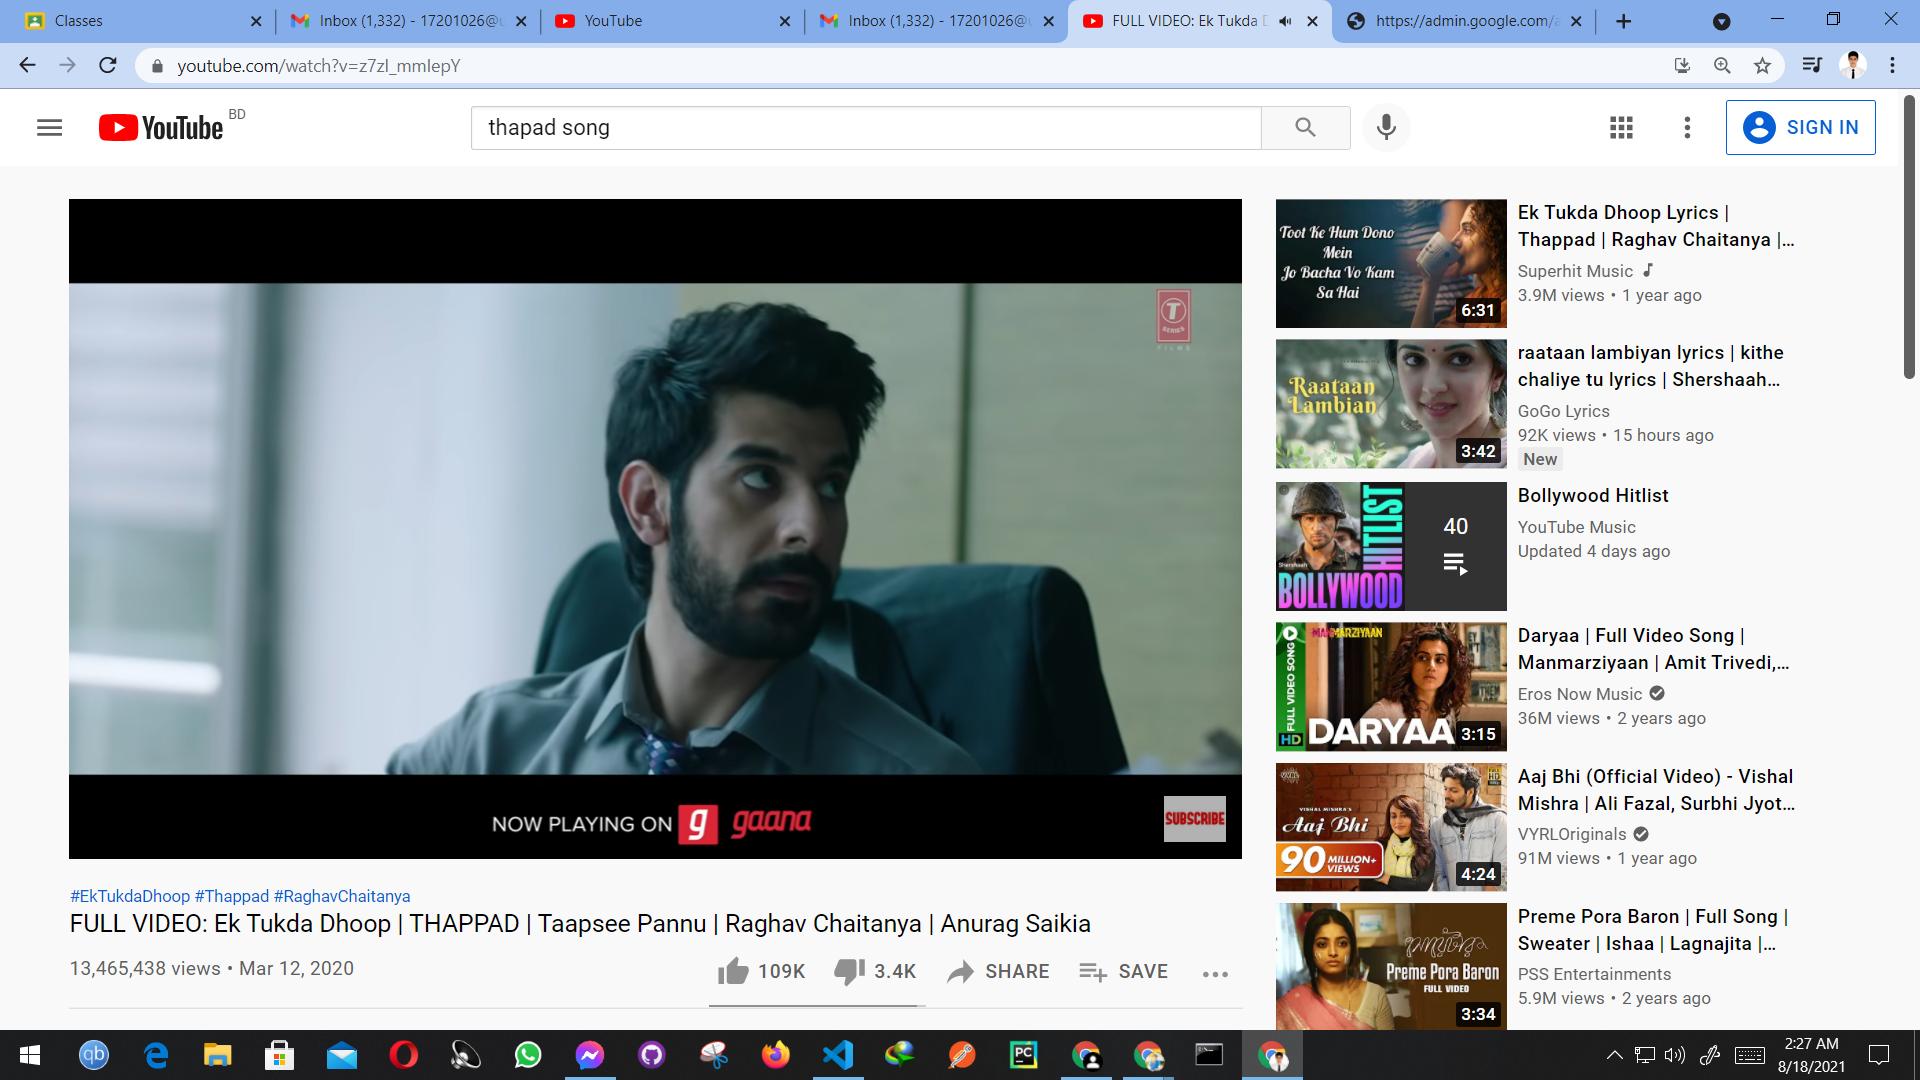 Classes
Inbox (1,332) - 17201026@u
YouTube
Inbox (1,332) - 17201026@u
FULL VIDEO: Ek Tukda D
https://admin.google.com/a
youtube.com/watch?v=z7zI_mmIepY
YouTube BD
thapad song
SIGN IN
T SERIES
FILMS
NOW PLAYING ON g gaana
SUBSCRIBE
#EkTukdaDhoop #Thappad #RaghavChaitanya
FULL VIDEO: Ek Tukda Dhoop | THAPPAD | Taapsee Pannu | Raghav Chaitanya | Anurag Saikia
13,465,438 views • Mar 12, 2020
109K
3.4K
SHARE
SAVE
Toot Ke Hum Dono
Mein
Jo Bacha Vo Kam
Sa Hai
6:31
Ek Tukda Dhoop Lyrics |
Thappad | Raghav Chaitanya |...
Superhit Music
3.9M views • 1 year ago
Raataan
Lambian
3:42
raataan lambiyan lyrics | kithe
chaliye tu lyrics | Shershaah...
GoGo Lyrics
92K views • 15 hours ago
New
Shershaah
BOLLYWOOD
HITLIST
40
Bollywood Hitlist
YouTube Music
Updated 4 days ago
MANMARZIYAAN
FULL VIDEO SONG
HD
DARYAA
3:15
Daryaa | Full Video Song |
Manmarziyaan | Amit Trivedi,...
Eros Now Music
36M views • 2 years ago
VISHAL MISHRA'S
Aaj Bhi
90 MILLION+
VIEWS
4:24
Aaj Bhi (Official Video) - Vishal
Mishra | Ali Fazal, Surbhi Jyot...
VYRLOriginals
91M views • 1 year ago
Preme Pora Baron
FULL VIDEO
3:34
Preme Pora Baron | Full Song |
Sweater | Ishaa | Lagnajita |...
PSS Entertainments
5.9M views • 2 years ago
qb
PC
2:27 AM
8/18/2021